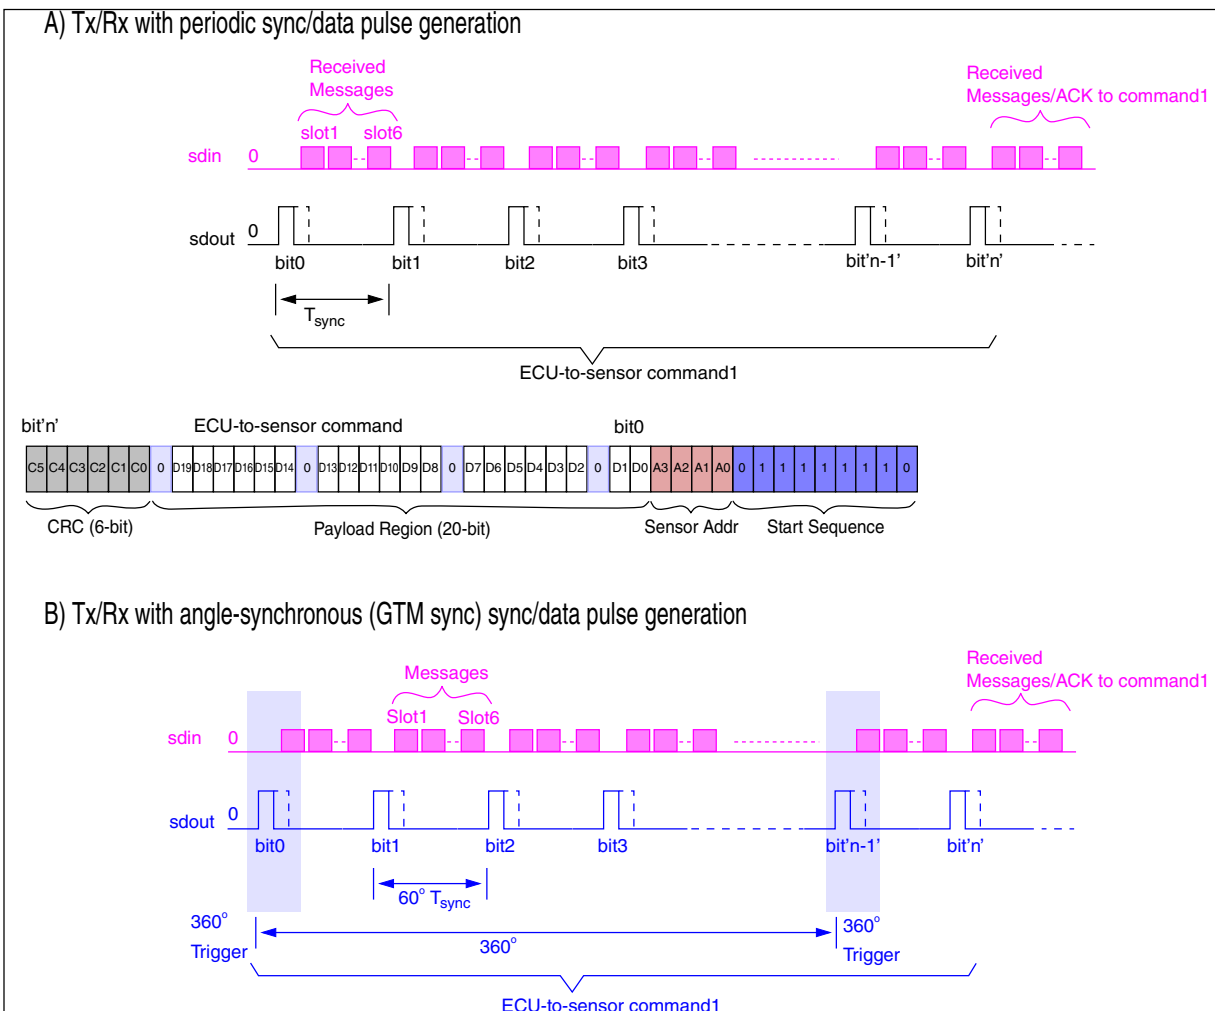 A) Tx/Rx with periodic sync/data pulse generation
Received
Messages
Received
Messages/ACK to command1
slot1 slot6
sdin 0
sdout 0
bit0 bit1 bit2 bit3 bit'n-1' bit'n'
Tsync
ECU-to-sensor command1
bit'n' ECU-to-sensor command bit0
C5 C4 C3 C2 C1 C0 0 D19 D18 D17 D16 D15 D14 0 D13 D12 D11 D10 D9 D8 0 D7 D6 D5 D4 D3 D2 0 D1 D0 A3 A2 A1 A0 0 1 1 1 1 1 1 1 0
CRC (6-bit) Payload Region (20-bit) Sensor Addr Start Sequence
B) Tx/Rx with angle-synchronous (GTM sync) sync/data pulse generation
Messages
Received
Messages/ACK to command1
Slot1 Slot6
sdin 0
sdout 0
bit0 bit1 bit2 bit3 bit'n-1' bit'n'
60° Tsync
360°
Trigger
360°
360°
Trigger
ECU-to-sensor command1